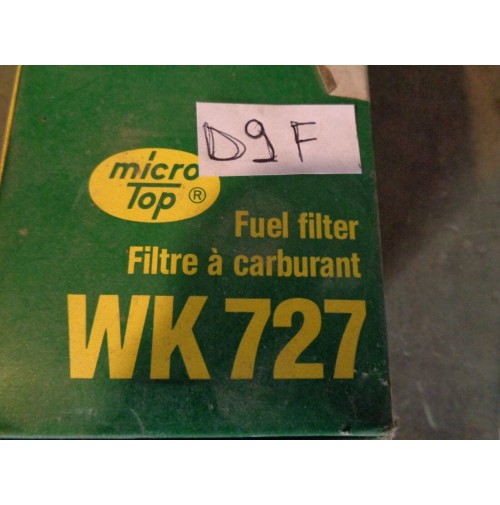 D9F
micro
Top ®
Fuel filter
Filtre à carburant
WK 727